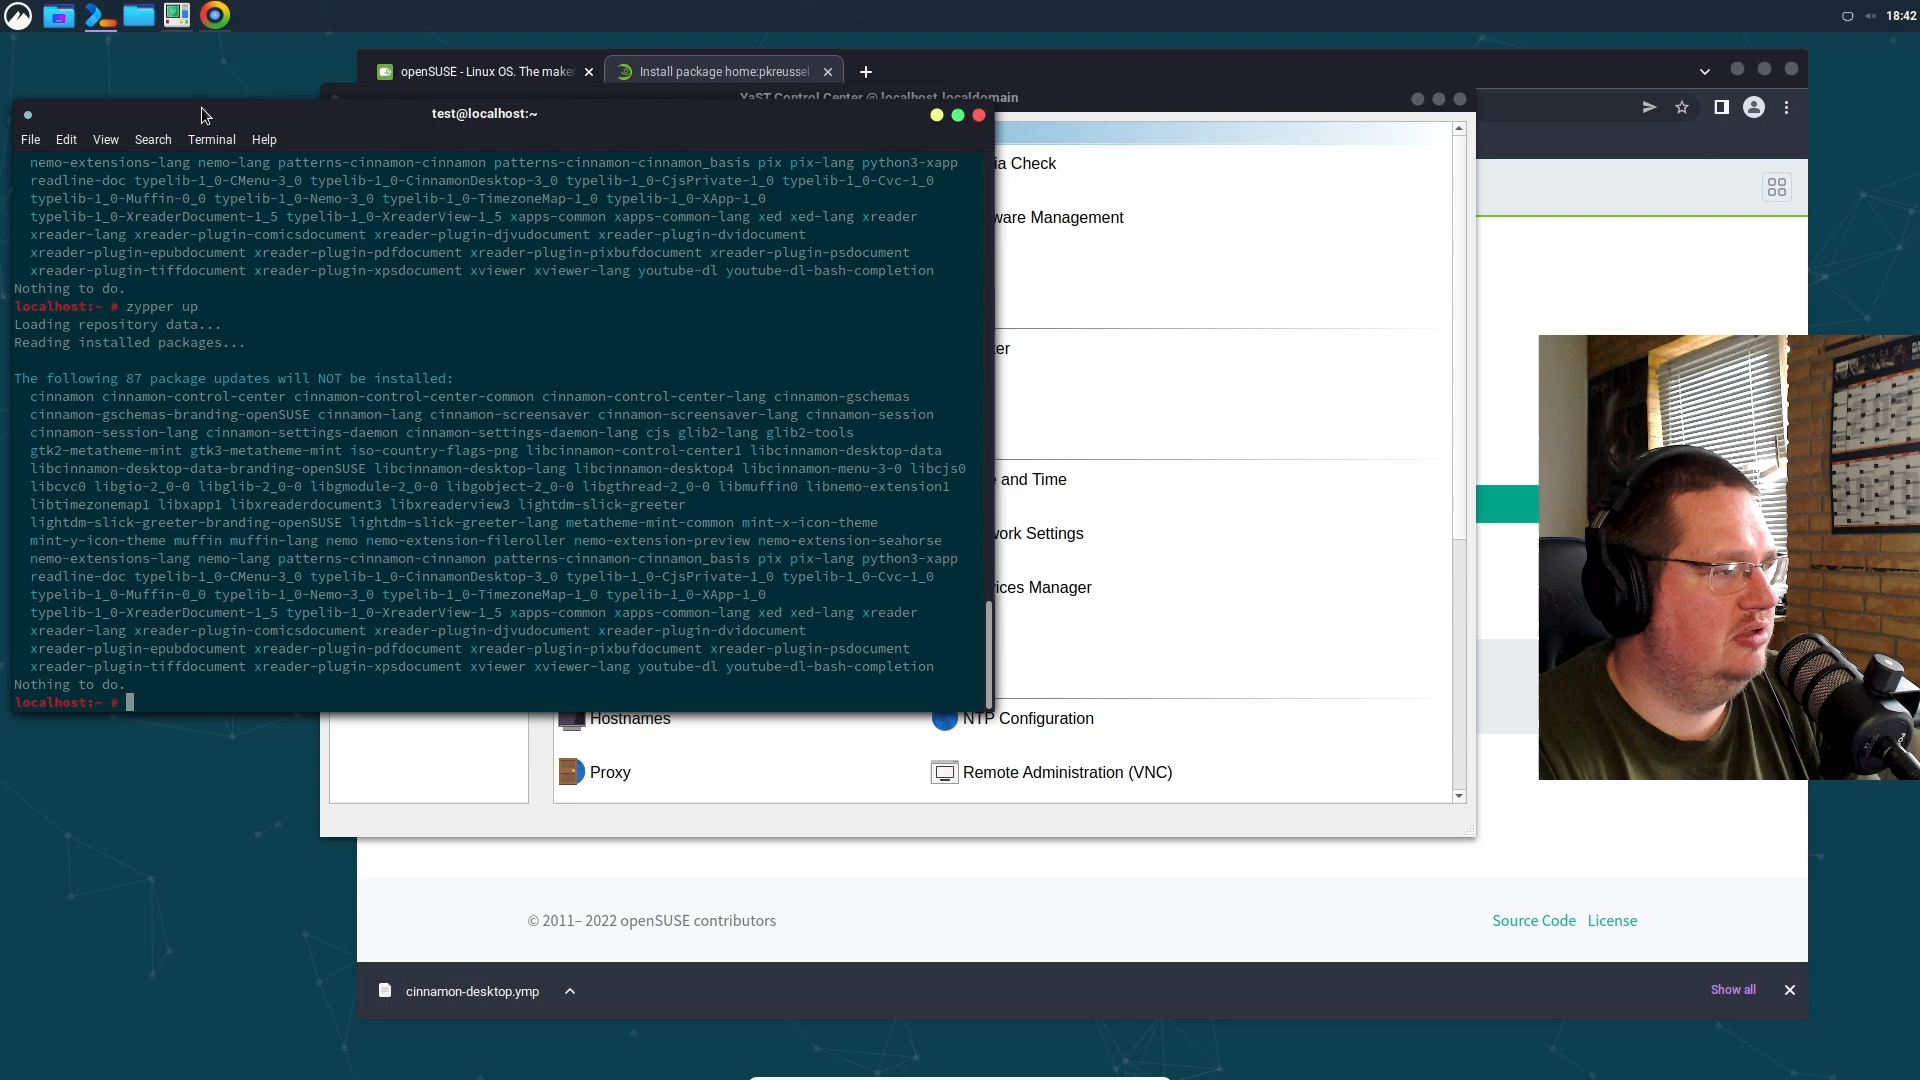 18:42
openSUSE - Linux OS. The make
Install package home:pkreussel
YaST Control Center @ localhost.localdomain
test@localhost:~
File Edit View Search Terminal Help
nemo-extensions-lang nemo-lang patterns-cinnamon-cinnamon patterns-cinnamon-cinnamon_basis pix pix-lang python3-xapp
readline-doc typelib-1_0-CMenu-3_0 typelib-1_0-CinnamonDesktop-3_0 typelib-1_0-CjsPrivate-1_0 typelib-1_0-Cvc-1_0
typelib-1_0-Muffin-0_0 typelib-1_0-Nemo-3_0 typelib-1_0-TimezoneMap-1_0 typelib-1_0-XApp-1_0
typelib-1_0-XreaderDocument-1_5 typelib-1_0-XreaderView-1_5 xapps-common xapps-common-lang xed xed-lang xreader
xreader-lang xreader-plugin-comicsdocument xreader-plugin-djvudocument xreader-plugin-dvidocument
xreader-plugin-epubdocument xreader-plugin-pdfdocument xreader-plugin-pixbufdocument xreader-plugin-psdocument
xreader-plugin-tiffdocument xreader-plugin-xpsdocument xviewer xviewer-lang youtube-dl youtube-dl-bash-completion
Nothing to do.
localhost:~ # zypper up
Loading repository data...
Reading installed packages...
The following 87 package updates will NOT be installed:
cinnamon cinnamon-control-center cinnamon-control-center-common cinnamon-control-center-lang cinnamon-gschemas
cinnamon-gschemas-branding-openSUSE cinnamon-lang cinnamon-screensaver cinnamon-screensaver-lang cinnamon-session
cinnamon-session-lang cinnamon-settings-daemon cinnamon-settings-daemon-lang cjs glib2-lang glib2-tools
gtk2-metatheme-mint gtk3-metatheme-mint iso-country-flags-png libcinnamon-control-center1 libcinnamon-desktop-data
libcinnamon-desktop-data-branding-openSUSE libcinnamon-desktop-lang libcinnamon-desktop4 libcinnamon-menu-3-0 libcjs0
libcvc0 libgio-2_0-0 libglib-2_0-0 libgmodule-2_0-0 libgobject-2_0-0 libgthread-2_0-0 libmuffin0 libnemo-extension1
libtimezonemap1 libxapp1 libxreaderdocument3 libxreaderview3 lightdm-slick-greeter
lightdm-slick-greeter-branding-openSUSE lightdm-slick-greeter-lang metatheme-mint-common mint-x-icon-theme
mint-y-icon-theme muffin muffin-lang nemo nemo-extension-fileroller nemo-extension-preview nemo-extension-seahorse
nemo-extensions-lang nemo-lang patterns-cinnamon-cinnamon patterns-cinnamon-cinnamon_basis pix pix-lang python3-xapp
readline-doc typelib-1_0-CMenu-3_0 typelib-1_0-CinnamonDesktop-3_0 typelib-1_0-CjsPrivate-1_0 typelib-1_0-Cvc-1_0
typelib-1_0-Muffin-0_0 typelib-1_0-Nemo-3_0 typelib-1_0-TimezoneMap-1_0 typelib-1_0-XApp-1_0
typelib-1_0-XreaderDocument-1_5 typelib-1_0-XreaderView-1_5 xapps-common xapps-common-lang xed xed-lang xreader
xreader-lang xreader-plugin-comicsdocument xreader-plugin-djvudocument xreader-plugin-dvidocument
xreader-plugin-epubdocument xreader-plugin-pdfdocument xreader-plugin-pixbufdocument xreader-plugin-psdocument
xreader-plugin-tiffdocument xreader-plugin-xpsdocument xviewer xviewer-lang youtube-dl youtube-dl-bash-completion
Nothing to do.
localhost:~ #
ia Check
ware Management
ter
e and Time
work Settings
ices Manager
Hostnames
NTP Configuration
Proxy
Remote Administration (VNC)
© 2011– 2022 openSUSE contributors
Source Code License
cinnamon-desktop.ymp
Show all